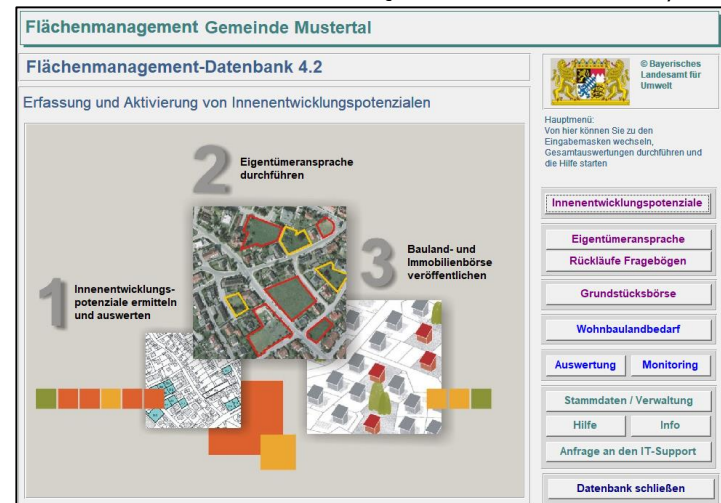 Flächenmanagement Gemeinde Mustertal
Flächenmanagement-Datenbank 4.2
Erfassung und Aktivierung von Innenentwicklungspotenzialen
1
Innenentwicklungs-
potenziale ermitteln
und auswerten
2
Eigentümeransprache
durchführen
3
Bauland- und
Immobilienbörse
veröffentlichen
© Bayerisches
Landesamt für
Umwelt
Hauptmenü:
Von hier können Sie zu den
Eingabemasken wechseln,
Gesamtauswertungen durchführen und
die Hilfe starten
Innenentwicklungspotenziale
Eigentümeransprache
Rückläufe Fragebögen
Grundstücksbörse
Wohnbaulandbedarf
Auswertung Monitoring
Stammdaten / Verwaltung
Hilfe Info
Anfrage an den IT-Support
Datenbank schließen